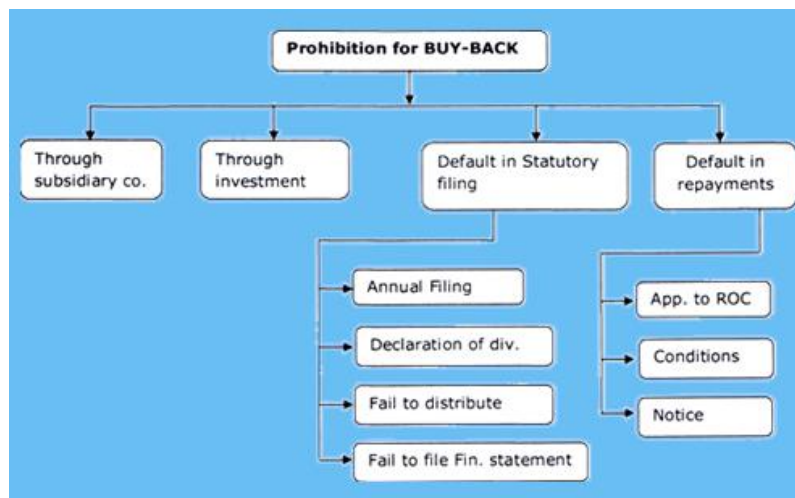 Prohibition for BUY-BACK
Through
subsidiary co.
Through
investment
Default in Statutory
filing
Default in
repayments
Annual Filing
Declaration of div.
Fail to distribute
Fail to file Fin. statement
App. to ROC
Conditions
Notice